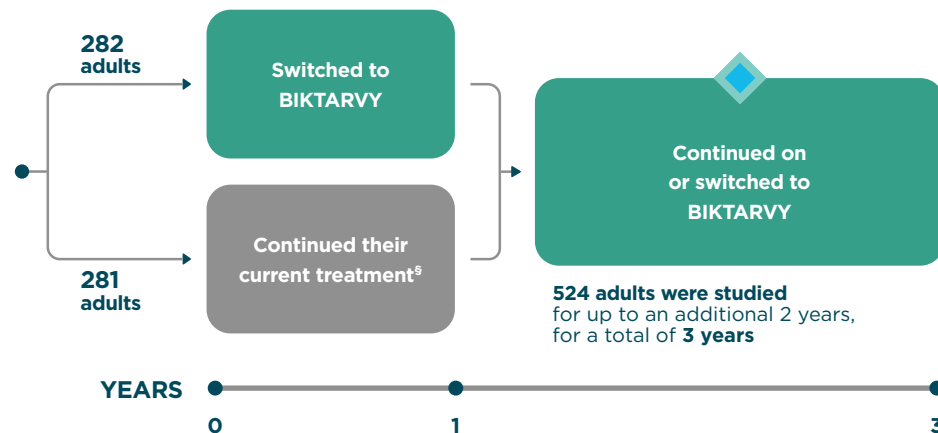 282
adults
Switched to
BIKTARVY
Continued on
or switched to
BIKTARVY
Continued their
current treatment§
281
adults
524 adults were studied
for up to an additional 2 years,
for a total of 3 years
YEARS
0
1
3